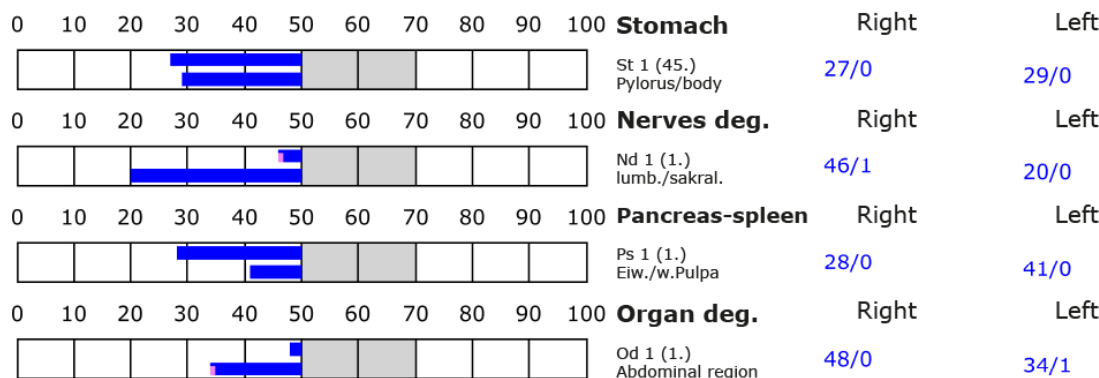 0 10 20 30 40 50 60 70 80 90 100 Stomach Right Left
St 1 (45.) 27/0 29/0
Pylorus/body
0 10 20 30 40 50 60 70 80 90 100 Nerves deg. Right Left
Nd 1 (1.) 46/1 20/0
lumb./sakral.
0 10 20 30 40 50 60 70 80 90 100 Pancreas-spleen Right Left
Ps 1 (1.) 28/0 41/0
Eiw./w.Pulpa
0 10 20 30 40 50 60 70 80 90 100 Organ deg. Right Left
Od 1 (1.) 48/0 34/1
Abdominal region